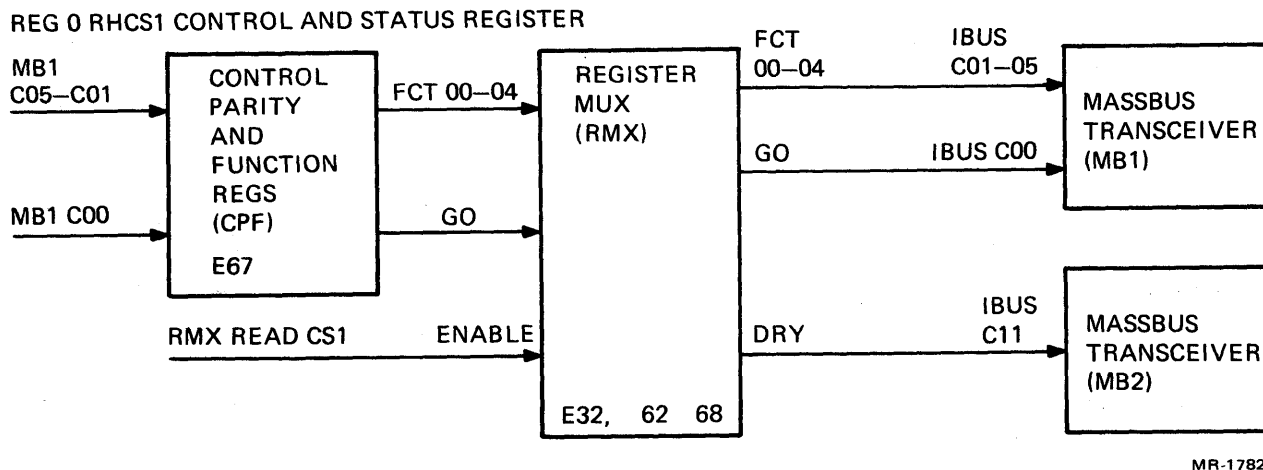 REG 0 RHCS1 CONTROL AND STATUS REGISTER
MB1
C05–C01
MB1 C00
CONTROL
PARITY
AND
FUNCTION
REGS
(CPF)
E67
FCT 00–04
GO
RMX READ CS1 ENABLE
REGISTER
MUX
(RMX)
E32, 62 68
FCT
00–04
IBUS
C01–05
GO IBUS C00
DRY
IBUS
C11
MASSBUS
TRANSCEIVER
(MB1)
MASSBUS
TRANSCEIVER
(MB2)
MR-1782